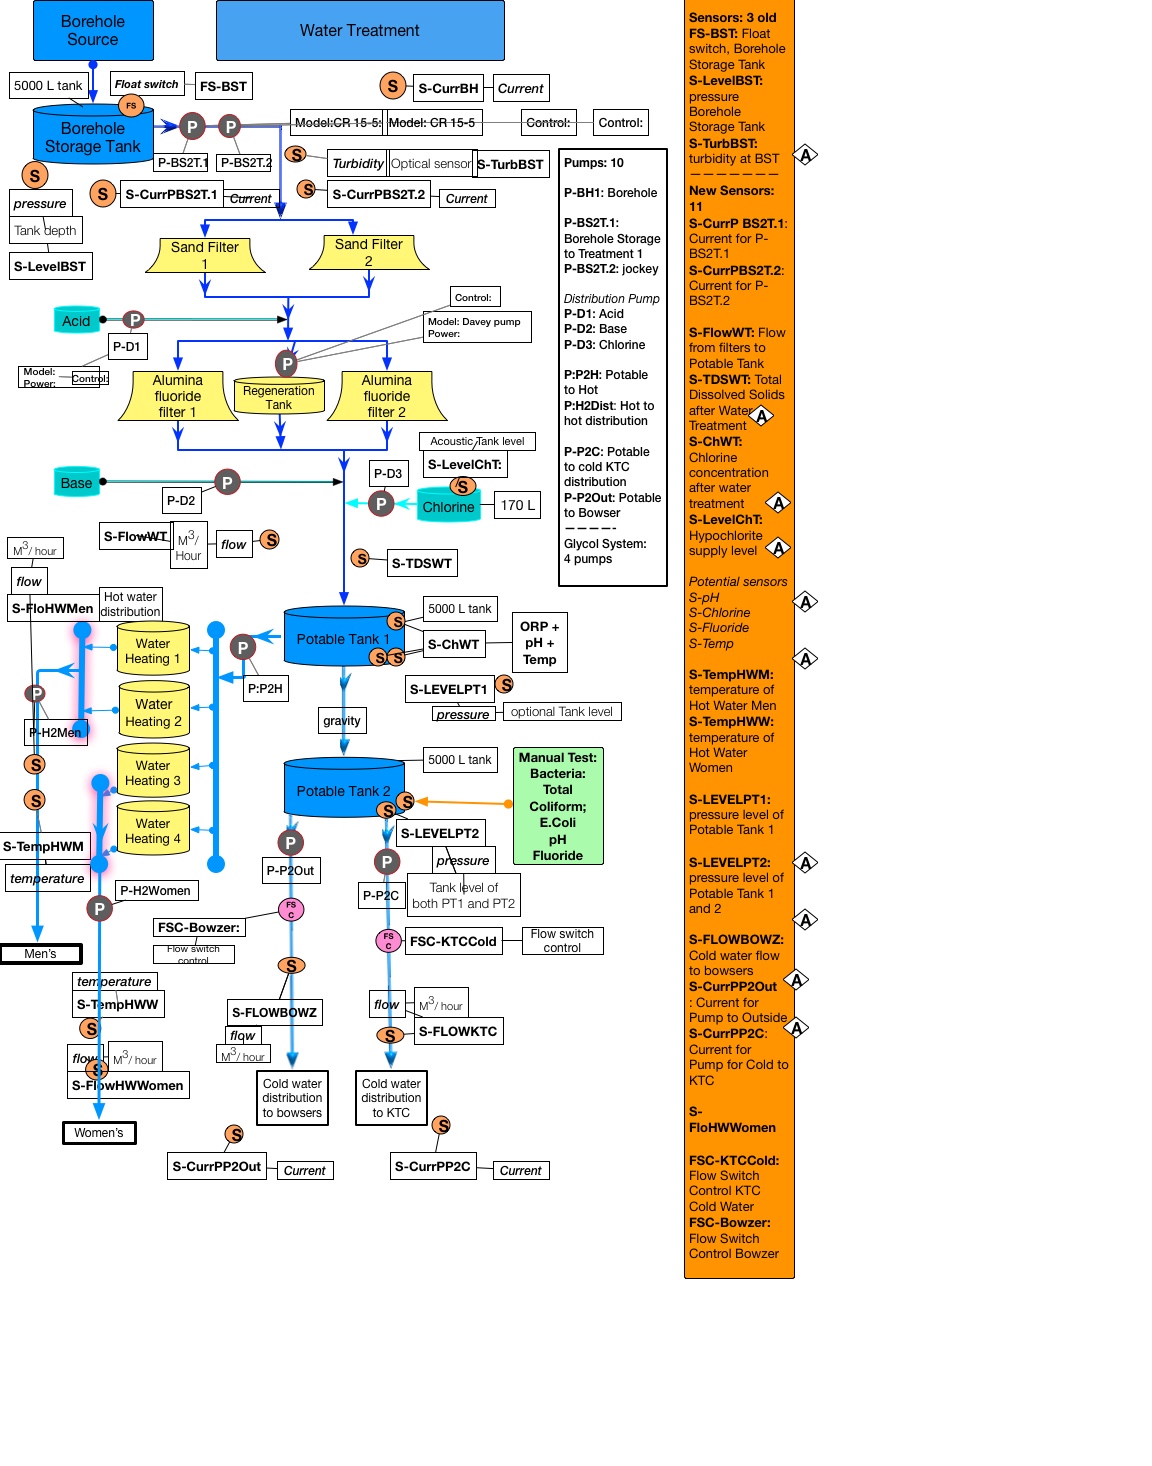 Borehole
Source
Water Treatment
5000 L tank
Float switch
FS-BST
FS
S
S-CurrBH
Current
Borehole
Storage Tank
P
P
Model:CR 15-5:
Model: CR 15-5
Control:
Control:
P-BS2T.1
P-BS2T.2
S
Turbidity
Optical sensor
S-TurbBST
S
pressure
Tank depth
S-LevelBST
S
S-CurrPBS2T.1
Current
S
S-CurrPBS2T.2
Current
Sand Filter
1
Sand Filter
2
Acid
P
P-D1
Model:
Power:
Control:
Control:
Model: Davey pump
Power:
P
Alumina
fluoride
filter 1
Regeneration
Tank
Alumina
fluoride
filter 2
Acoustic Tank level
S-LevelChT:
S
Base
P
P-D2
P-D3
P
Chlorine
170 L
S-FlowWT
M3/
Hour
flow
S
S
S-TDSWT
M3/ hour
flow
S-FloHWMen
Hot water
distribution
Water
Heating 1
Water
Heating 2
Water
Heating 3
Water
Heating 4
P
P:P2H
Potable Tank 1
S
S
S
5000 L tank
S-ChWT
ORP +
pH +
Temp
S-LEVELPT1
S
pressure
optional Tank level
gravity
P
P-H2Men
S
S
S-TempHWM
temperature
Potable Tank 2
5000 L tank
S
S
S-LEVELPT2
pressure
Tank level of
both PT1 and PT2
Manual Test:
Bacteria:
Total
Coliform;
E.Coli
pH
Fluoride
P
P-P2Out
P
P-P2C
P
P-H2Women
FS
C
FSC-Bowzer:
Flow switch
control
FS
C
FSC-KTCCold
Flow switch
control
Men's
temperature
S-TempHWW
S
flow
M3/ hour
S
S-FlowHWWomen
Women's
S
S-FLOWBOWZ
flow
M3/ hour
flow
M3/ hour
S
S-FLOWKTC
Cold water
distribution
to bowsers
Cold water
distribution
to KTC
S
S-CurrPP2Out
Current
S
S-CurrPP2C
Current
Pumps: 10
P-BH1: Borehole
P-BS2T.1:
Borehole Storage
to Treatment 1
P-BS2T.2: jockey
Distribution Pump
P-D1: Acid
P-D2: Base
P-D3: Chlorine
P:P2H: Potable
to Hot
P:H2Dist: Hot to
hot distribution
P-P2C: Potable
to cold KTC
distribution
P-P2Out: Potable
to Bowser
————-
Glycol System:
4 pumps
Sensors: 3 old
FS-BST: Float
switch, Borehole
Storage Tank
S-LevelBST:
pressure
Borehole
Storage Tank
S-TurbBST:
turbidity at BST
———————
New Sensors:
11
S-CurrP BS2T.1:
Current for P-
BS2T.1
S-CurrPBS2T.2:
Current for P-
BS2T.2
S-FlowWT: Flow
from filters to
Potable Tank
S-TDSWT: Total
Dissolved Solids
after Water
Treatment
S-ChWT:
Chlorine
concentration
after water
treatment
S-LevelChT:
Hypochlorite
supply level
Potential sensors
S-pH
S-Chlorine
S-Fluoride
S-Temp
S-TempHWM:
temperature of
Hot Water Men
S-TempHWW:
temperature of
Hot Water
Women
S-LEVELPT1:
pressure level of
Potable Tank 1
S-LEVELPT2:
pressure level of
Potable Tank 1
and 2
S-FLOWBOWZ:
Cold water flow
to bowsers
S-CurrPP2Out
: Current for
Pump to Outside
S-CurrPP2C:
Current for
Pump for Cold to
KTC
S-
FloHWWomen
FSC-KTCCold:
Flow Switch
Control KTC
Cold Water
FSC-Bowzer:
Flow Switch
Control Bowzer
A
A
A
A
A
A
A
A
A
A